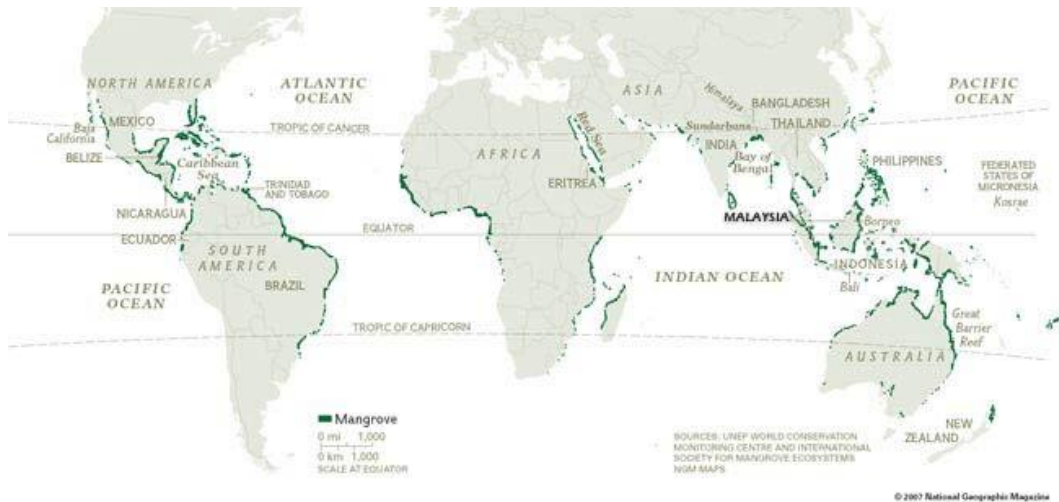 NORTH AMERICA
ATLANTIC
OCEAN
ASIA
Himalaya
PACIFIC
OCEAN
BANGLADESH
MEXICO
Baja
California
TROPIC OF CANCER
Red Sea
Sundarbans
THAILAND
INDIA
BELIZE
Caribbean
Sea
AFRICA
Bay of
Bengal
PHILIPPINES
FEDERATED
STATES OF
MICRONESIA
Kosrae
TRINIDAD
AND TOBAGO
ERITREA
NICARAGUA
MALAYSIA
Borneo
EQUATOR
ECUADOR
SOUTH
AMERICA
BRAZIL
INDIAN OCEAN
INDONESIA
Bali
PACIFIC
OCEAN
TROPIC OF CAPRICORN
Great
Barrier
Reef
AUSTRALIA
Mangrove
0 mi 1,000
0 km 1,000
SCALE AT EQUATOR
NEW
ZEALAND
SOURCES: UNEP WORLD CONSERVATION
MONITORING CENTRE AND INTERNATIONAL
SOCIETY FOR MANGROVE ECOSYSTEMS
NGM MAPS
© 2007 National Geographic Magazine